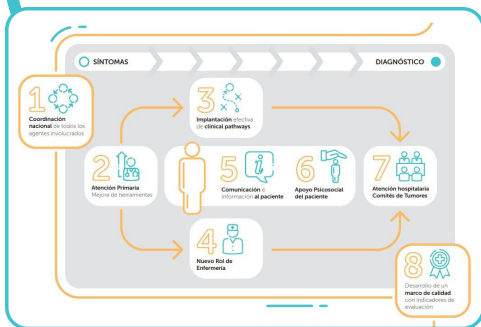 SÍNTOMAS
DIAGNÓSTICO
1
Coordinación
nacional de todos los
agentes involucrados
2
Atención Primaria
Mejora de herramientas
3
Implantación efectiva
de clinical pathways
4
Nuevo Rol de
Enfermería
5
Comunicación e
información al paciente
6
Apoyo Psicosocial
del paciente
7
Atención hospitalaria
Comités de Tumores
8
Desarrollo de un
marco de calidad
con indicadores de
evaluación